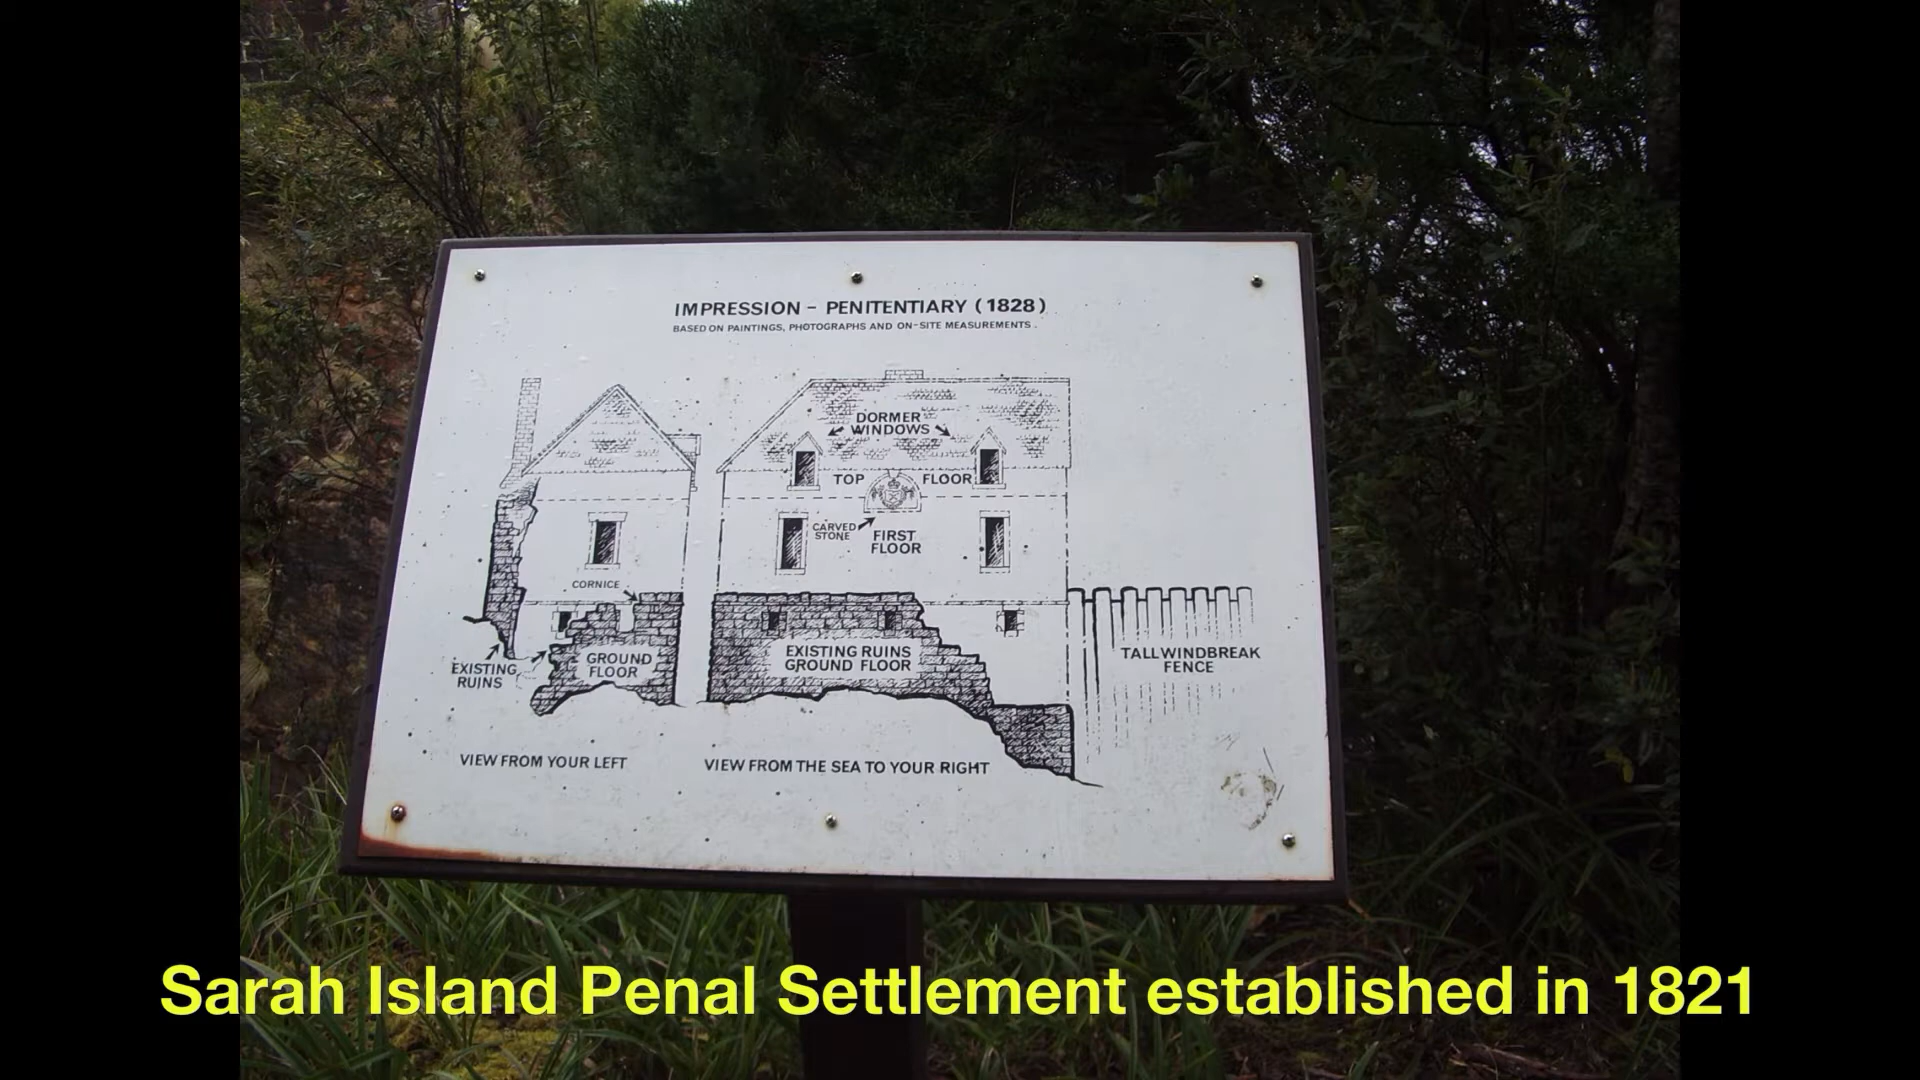 IMPRESSION - PENITENTIARY (1828)
BASED ON PAINTINGS, PHOTOGRAPHS AND ON-SITE MEASUREMENTS.
DORMER
WINDOWS
TOP FLOOR
CARVED
STONE
FIRST
FLOOR
CORNICE
EXISTING
RUINS
GROUND
FLOOR
EXISTING RUINS
GROUND FLOOR
TALL WINDBREAK
FENCE
VIEW FROM YOUR LEFT
VIEW FROM THE SEA TO YOUR RIGHT
Sarah Island Penal Settlement established in 1821